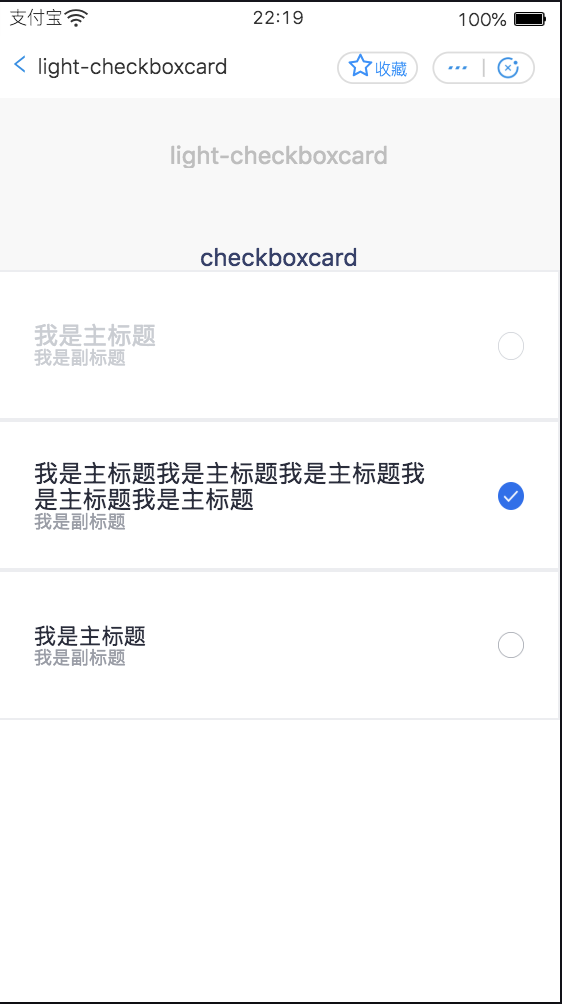 支付宝 22:19 100%
light-checkboxcard 收藏
light-checkboxcard
checkboxcard
我是主标题
我是副标题
我是主标题我是主标题我是主标题我
是主标题我是主标题
我是副标题
我是主标题
我是副标题